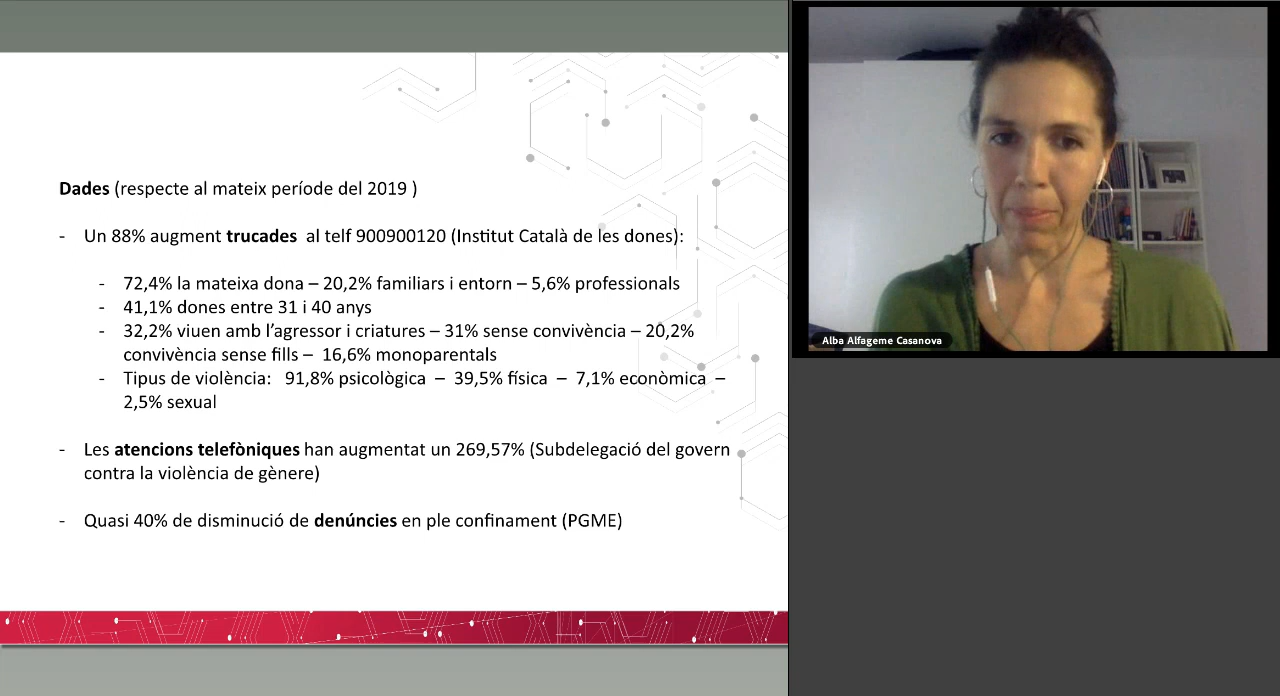 Dades (respecte al mateix període del 2019 )
- Un 88% augment trucades al telf 900900120 (Institut Català de les dones):
- 72,4% la mateixa dona – 20,2% familiars i entorn – 5,6% professionals
- 41,1% dones entre 31 i 40 anys
- 32,2% viuen amb l’agressor i criatures – 31% sense convivència – 20,2%
convivència sense fills – 16,6% monoparentals
- Tipus de violència: 91,8% psicològica – 39,5% física – 7,1% econòmica –
2,5% sexual
- Les atencions telefòniques han augmentat un 269,57% (Subdelegació del govern
contra la violència de gènere)
- Quasi 40% de disminució de denúncies en ple confinament (PGME)
Alba Alfageme Casanova